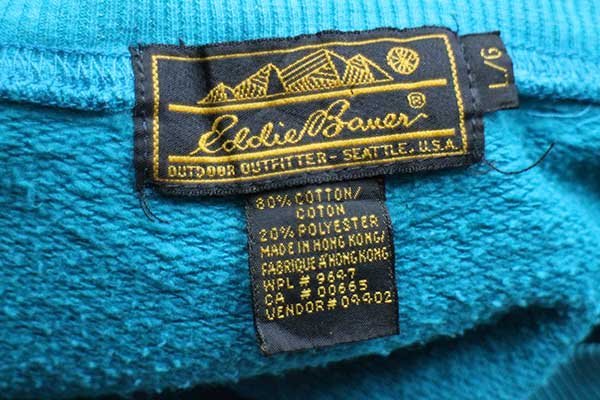 Eddie Bauer®
OUTDOOR OUTFITTER - SEATTLE, U.S.A.
L/G
80% COTTON/
COTON
20% POLYESTER
MADE IN HONG KONG/
FABRIQUE A'HONG KONG
WPL # 9647
CA # 00665
VENDOR # 04402